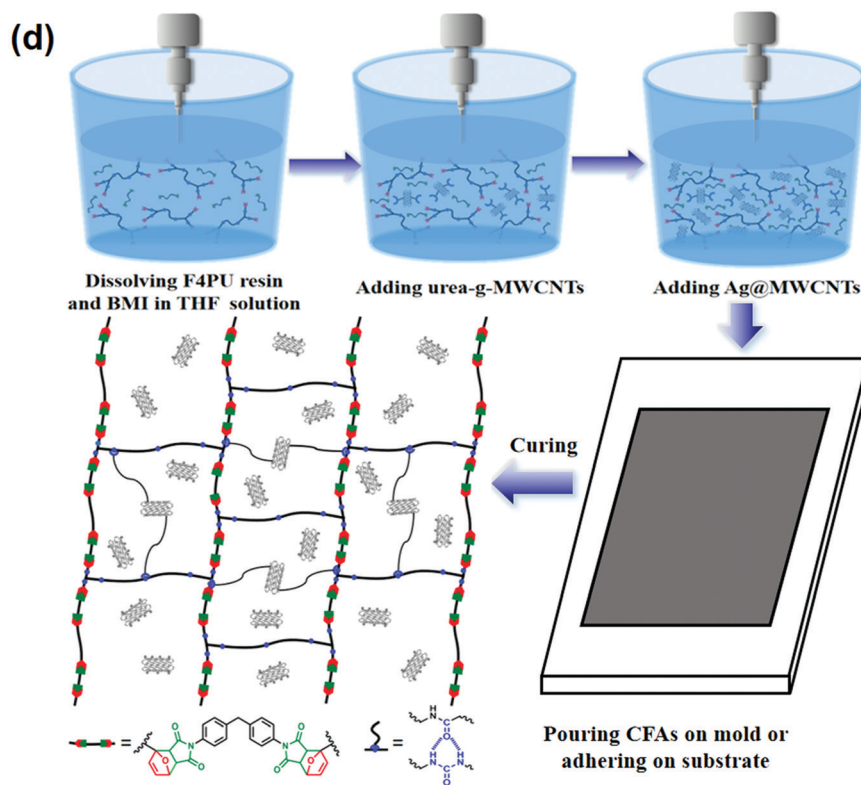 (d)
Dissolving F4PU resin
and BMI in THF solution
Adding urea-g-MWCNTs
Adding Ag@MWCNTs
Curing
Pouring CFAs on mold or
adhering on substrate
=
O
O
N
N
O
O
O
O
=
H
N
C
O
H
N
H
N
C
O